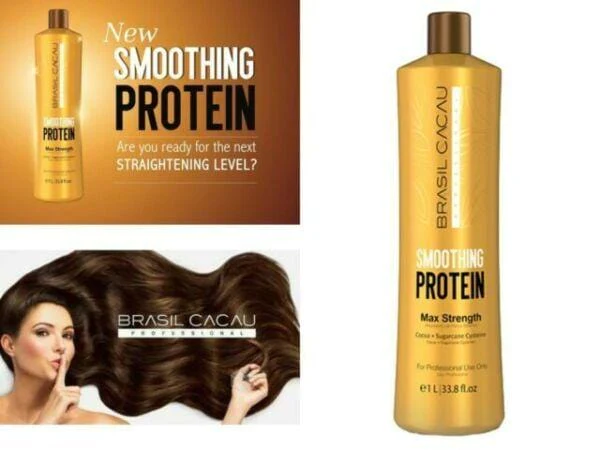 New
SMOOTHING
PROTEIN
Are you ready for the next
STRAIGHTENING LEVEL?
BRASIL CACAU
SMOOTHING
PROTEIN
Max Strength
BRASIL CACAU
PROFESSIONAL
BRASIL CACAU
SMOOTHING
PROTEIN
Max Strength
Cocoa • Sugarcane Cysteine
For Professional Use Only
e1 L|33.8 fl.oz